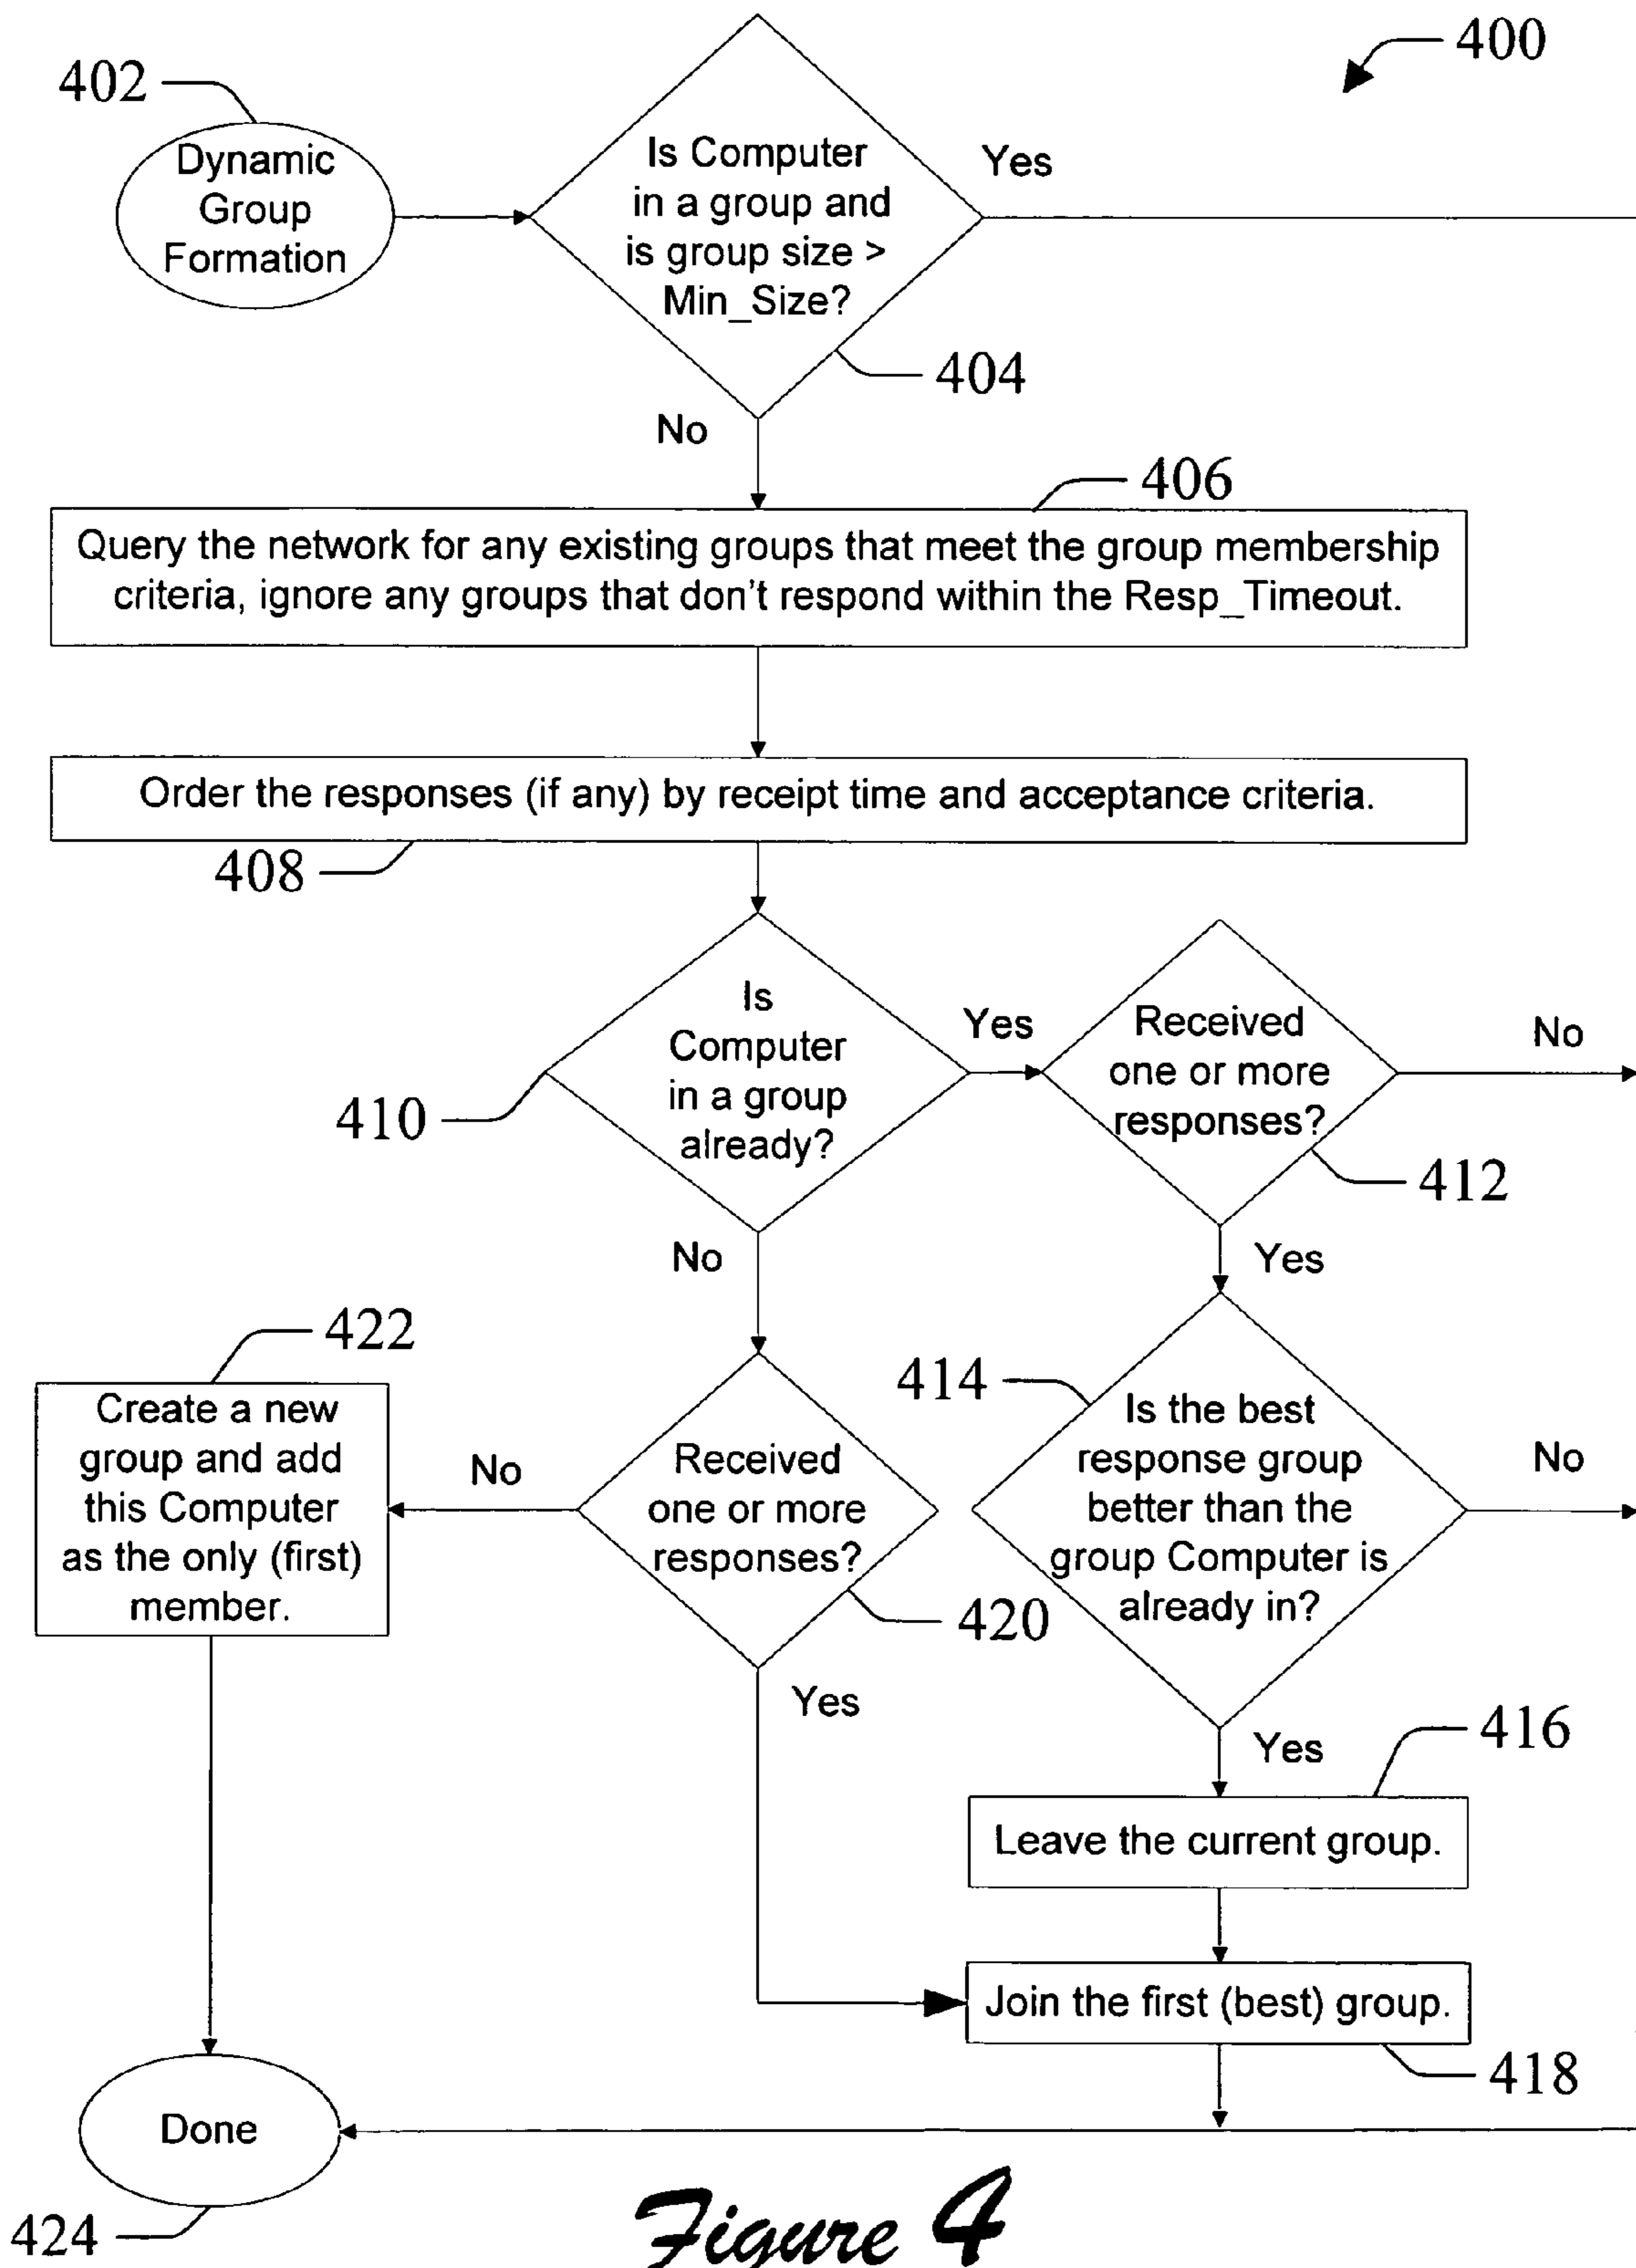 400
402
Dynamic
Group
Formation
Is Computer
in a group and
is group size >
Min_Size?
Yes
404
No
406
Query the network for any existing groups that meet the group membership
criteria, ignore any groups that don't respond within the Resp_Timeout.
Order the responses (if any) by receipt time and acceptance criteria.
408
Is
Computer
in a group
already?
410
Yes
Received
one or more
responses?
No
412
No
Yes
422
Create a new
group and add
this Computer
as the only (first)
member.
No
Received
one or more
responses?
420
414
Is the best
response group
better than the
group Computer is
already in?
No
Yes
Yes
416
Leave the current group.
Join the first (best) group.
418
Done
424
Figure 4